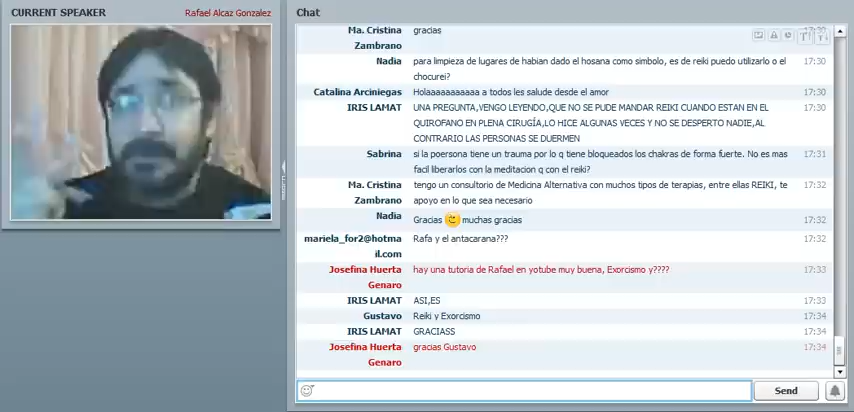 CURRENT SPEAKER
Rafael Alcaz Gonzalez
Chat
Ma. Cristina Zambrano
gracias
17:30
Nadia
para limpieza de lugares de habian dado el hosana como simbolo, es de reiki puedo utilizarlo o el
chocurei?
17:30
Catalina Arciniegas
Holaaaaaaaaaa a todos les salude desde el amor
17:30
IRIS LAMAT
UNA PREGUNTA,VENGO LEYENDO,QUE NO SE PUDE MANDAR REIKI CUANDO ESTAN EN EL
QUIROFANO EN PLENA CIRUGÍA,LO HICE ALGUNAS VECES Y NO SE DESPERTO NADIE,AL
CONTRARIO LAS PERSONAS SE DUERMEN
17:30
Sabrina
si la poersona tiene un trauma por lo q tiene bloqueados los chakras de forma fuerte. No es mas
facil liberarlos con la meditacion q con el reiki?
17:31
Ma. Cristina
Zambrano
tengo un consultorio de Medicina Alternativa con muchos tipos de terapias, entre ellas REIKI, te
apoyo en lo que sea necesario
17:32
Nadia
Gracias muchas gracias
17:32
mariela_for2@hotma
il.com
Rafa y el antacarana???
17:32
Josefina Huerta
Genaro
hay una tutoria de Rafael en yotube muy buena, Exorcismo y????
17:33
IRIS LAMAT
ASI,ES
17:33
Gustavo
Reiki y Exorcismo
17:34
IRIS LAMAT
GRACIASS
17:34
Josefina Huerta
Genaro
gracias Gustavo
17:34
Send